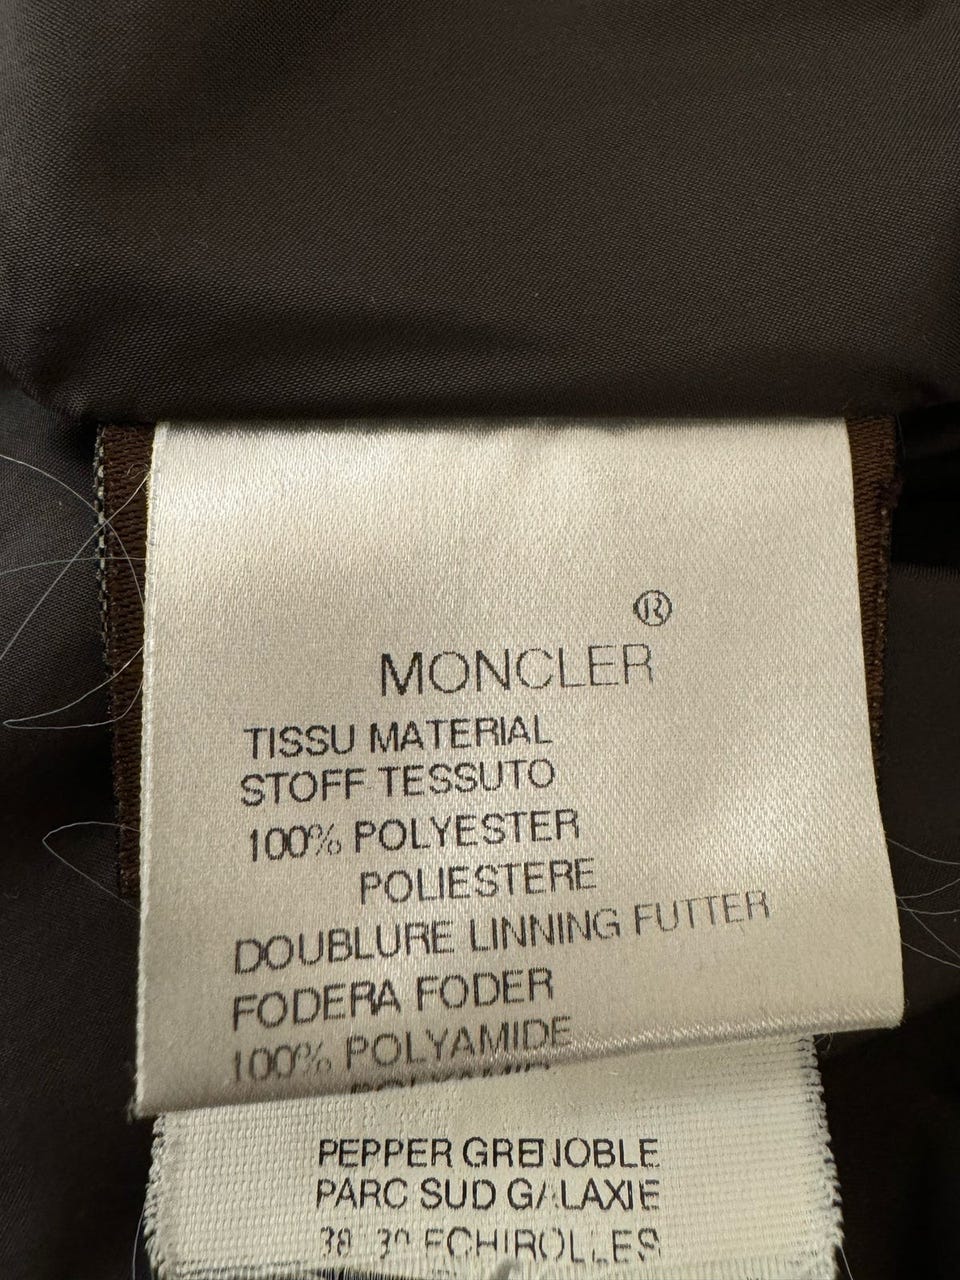 ®
MONCLER
TISSU MATERIAL
STOFF TESSUTO
100% POLYESTER
POLIESTERE
DOUBLURE LINNING FUTTER
FODERA FODER
100% POLYAMIDE
PEPPER GRENOBLE
PARC SUD GALAXIE
ECHIROLLES